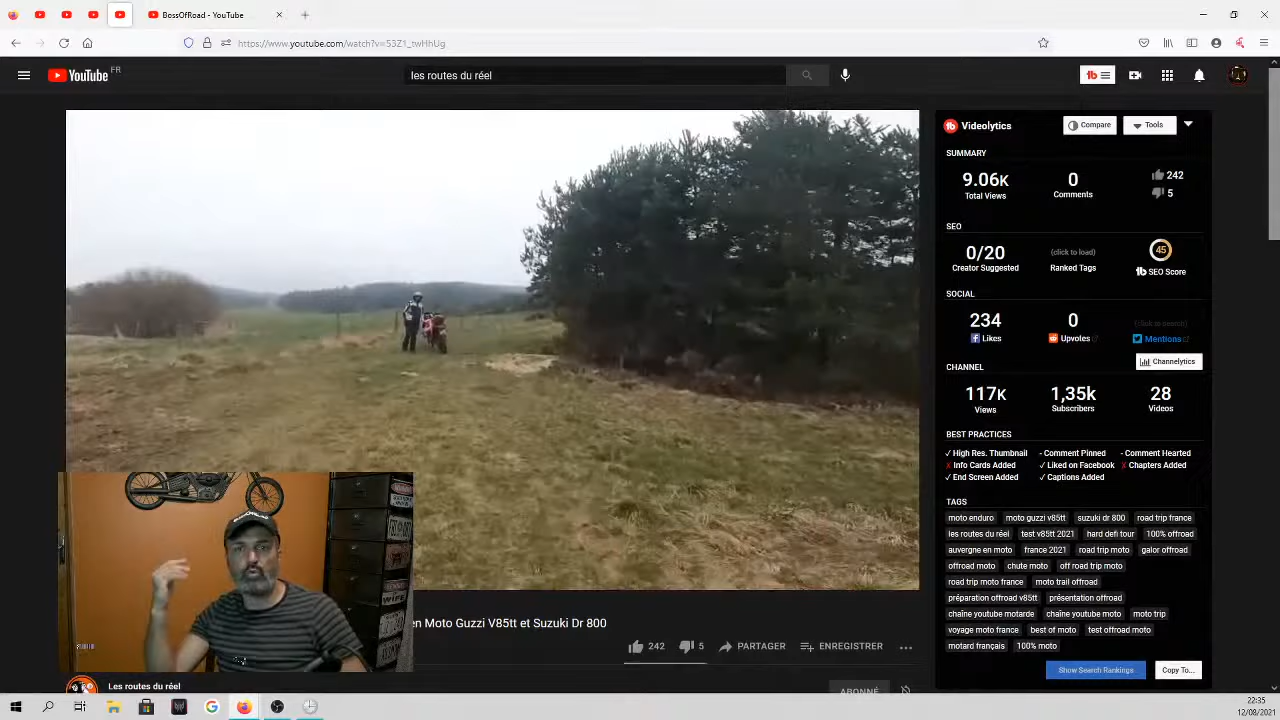 BossOfRoad - YouTube
https://www.youtube.com/watch?v=53Z1_twHhUg
YouTube FR
les routes du réel
Videolytics
Compare
Tools
SUMMARY
9.06K 0 242
Total Views Comments 5
SEO
0/20 (click to load) 45
Creator Suggested Ranked Tags tb SEO Score
SOCIAL
234 0 (click to search)
Likes Upvotes Mentions
Channelytics
CHANNEL
117K 1,35k 28
Views Subscribers Videos
BEST PRACTICES
✓ High Res. Thumbnail - Comment Pinned - Comment Hearted
✗ Info Cards Added ✓ Liked on Facebook ✗ Chapters Added
✓ End Screen Added ✓ Captions Added
TAGS
moto enduro moto guzzi v85tt suzuki dr 800 road trip france
les routes du réel test v85tt 2021 hard defi tour 100% offroad
auvergne en moto france 2021 road trip moto galor offroad
offroad moto chute moto off road trip moto
road trip moto france moto trail offroad
préparation offroad v85tt présentation offroad
chaîne youtube motarde chaîne youtube moto moto trip
voyage moto france best of moto test offroad moto
motard français 100% moto
Show Search Rankings Copy To...
en Moto Guzzi V85tt et Suzuki Dr 800
242 5 PARTAGER ENREGISTRER
Les routes du réel
ABONNÉ
22:35
12/08/2021